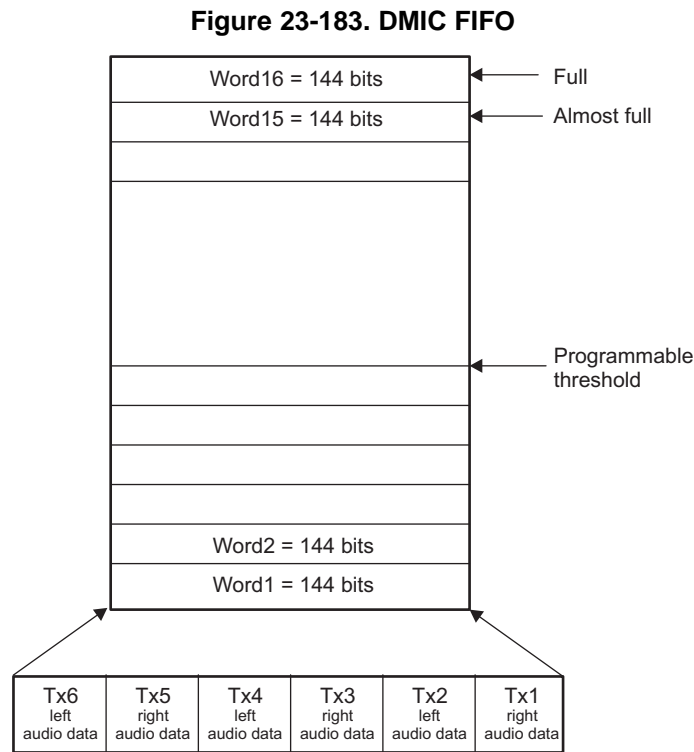 Figure 23-183. DMIC FIFO
Word16 = 144 bits
Full
Word15 = 144 bits
Almost full
Programmable
threshold
Word2 = 144 bits
Word1 = 144 bits
Tx6 Tx5 Tx4 Tx3 Tx2 Tx1
left right left right left right
audio data audio data audio data audio data audio data audio data